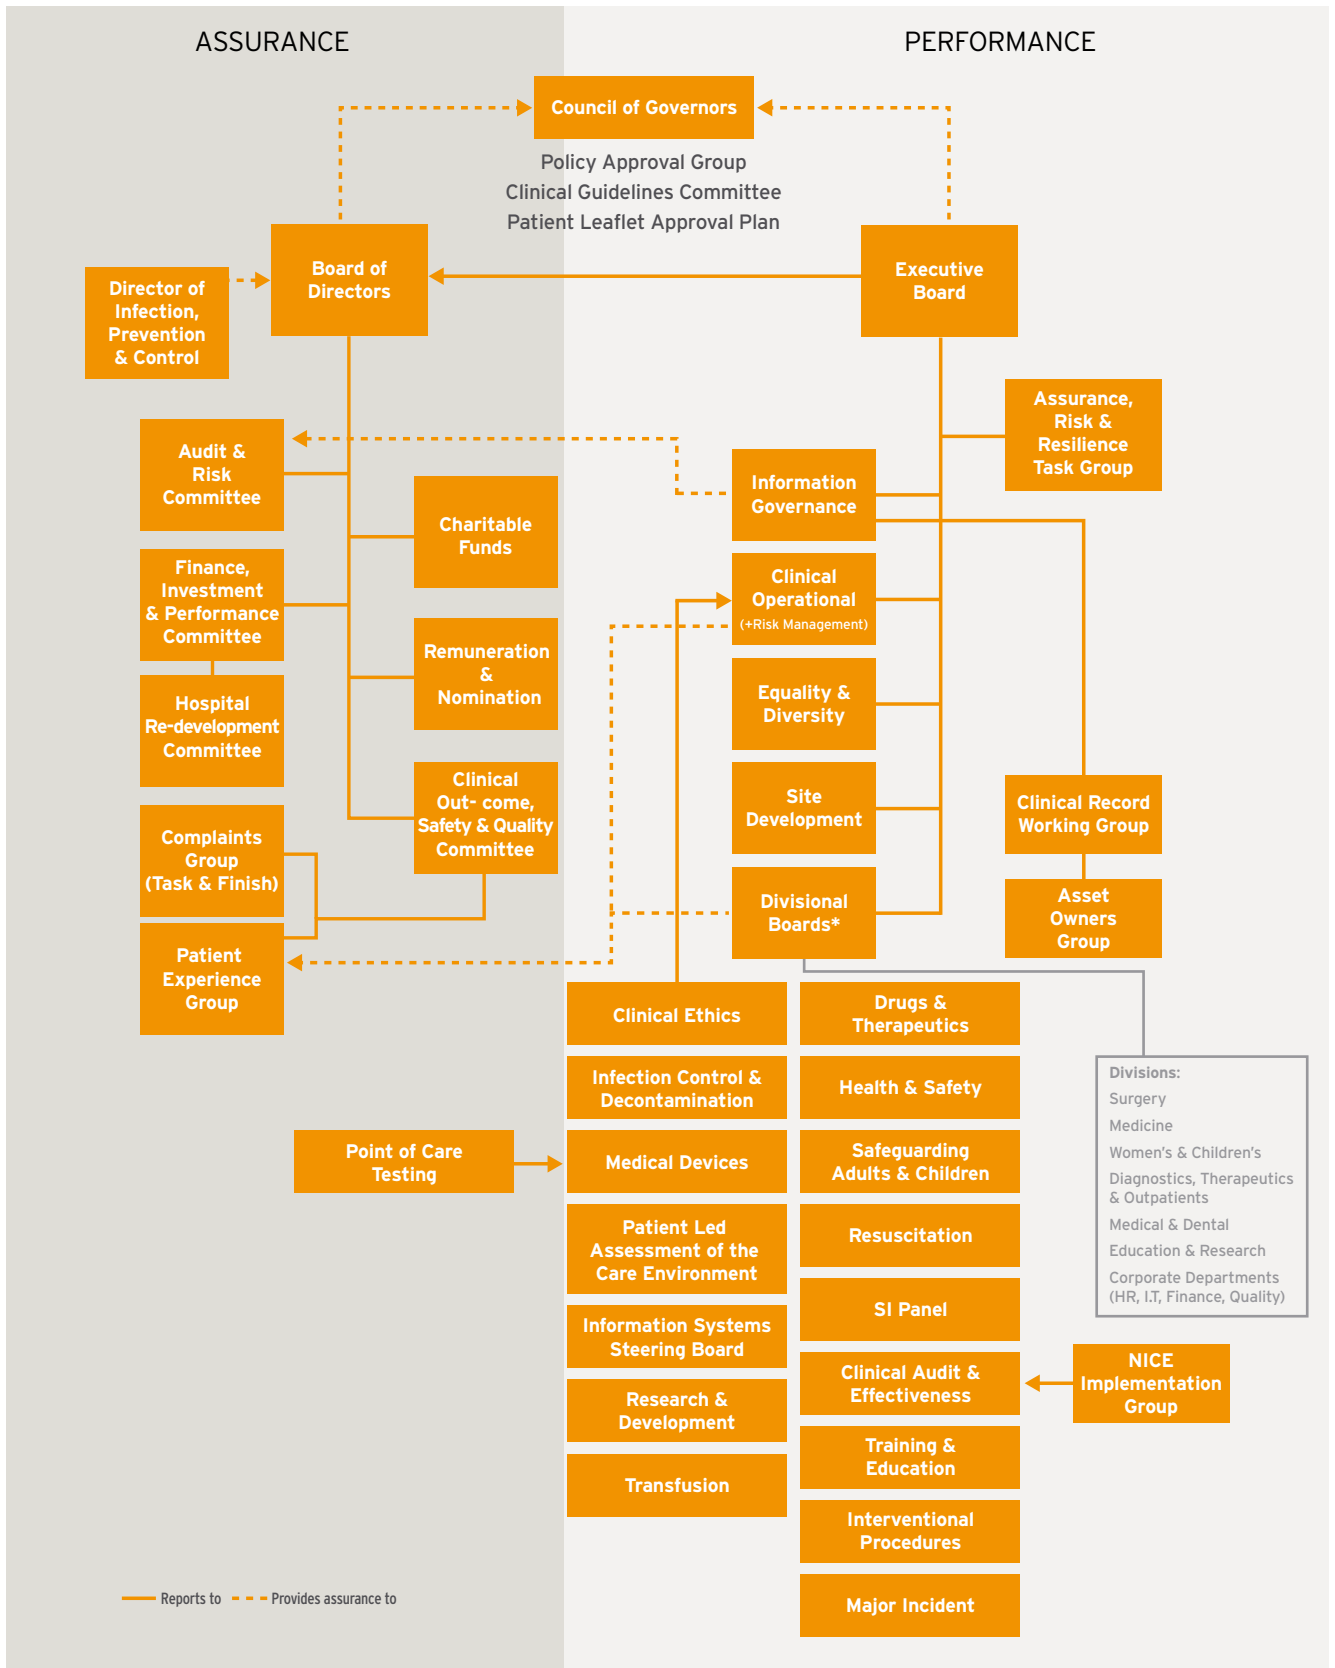 ASSURANCE
PERFORMANCE
Council of Governors
Policy Approval Group
Clinical Guidelines Committee
Patient Leaflet Approval Plan
Board of
Directors
Executive
Board
Director of
Infection,
Prevention
& Control
Assurance,
Risk &
Resilience
Task Group
Audit &
Risk
Committee
Information
Governance
Charitable
Funds
Finance,
Investment
& Performance
Committee
Clinical
Operational
(+Risk Management)
Remuneration
&
Nomination
Equality &
Diversity
Hospital
Re-development
Committee
Clinical
Out- come,
Safety & Quality
Committee
Site
Development
Clinical Record
Working Group
Complaints
Group
(Task & Finish)
Divisional
Boards*
Asset
Owners
Group
Patient
Experience
Group
Clinical Ethics
Drugs &
Therapeutics
Infection Control &
Decontamination
Health & Safety
Point of Care
Testing
Medical Devices
Safeguarding
Adults & Children
Patient Led
Assessment of the
Care Environment
Resuscitation
Information Systems
Steering Board
SI Panel
Research &
Development
Clinical Audit &
Effectiveness
Transfusion
Training &
Education
Interventional
Procedures
Major Incident
Divisions:
Surgery
Medicine
Women's & Children's
Diagnostics, Therapeutics
& Outpatients
Medical & Dental
Education & Research
Corporate Departments
(HR, I.T, Finance, Quality)
NICE
Implementation
Group
Reports to
Provides assurance to